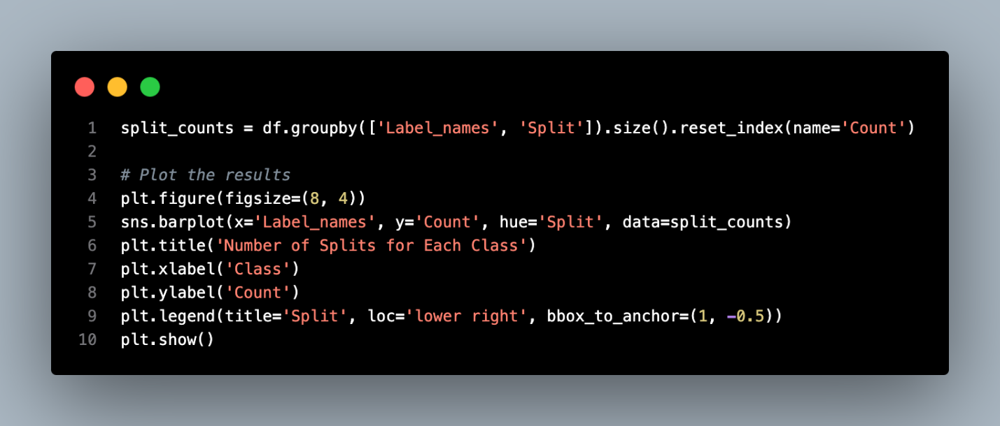 1 split_counts = df.groupby(['Label_names', 'Split']).size().reset_index(name='Count')
2
3 # Plot the results
4 plt.figure(figsize=(8, 4))
5 sns.barplot(x='Label_names', y='Count', hue='Split', data=split_counts)
6 plt.title('Number of Splits for Each Class')
7 plt.xlabel('Class')
8 plt.ylabel('Count')
9 plt.legend(title='Split', loc='lower right', bbox_to_anchor=(1, -0.5))
10 plt.show()